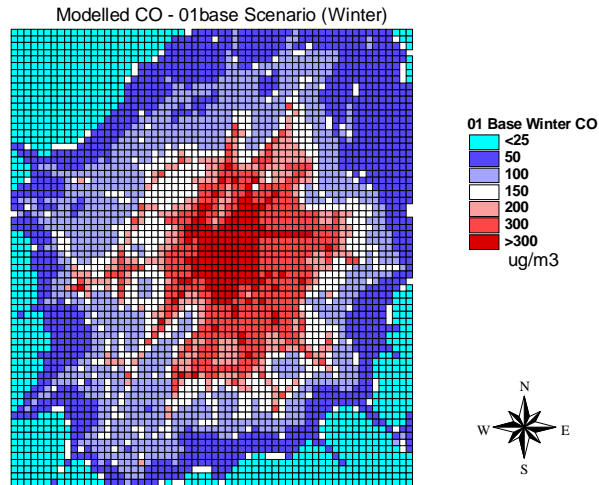 Modelled CO - 01base Scenario (Winter)
01 Base Winter CO
<25
50
100
150
200
300
>300
ug/m3
N
W E
S